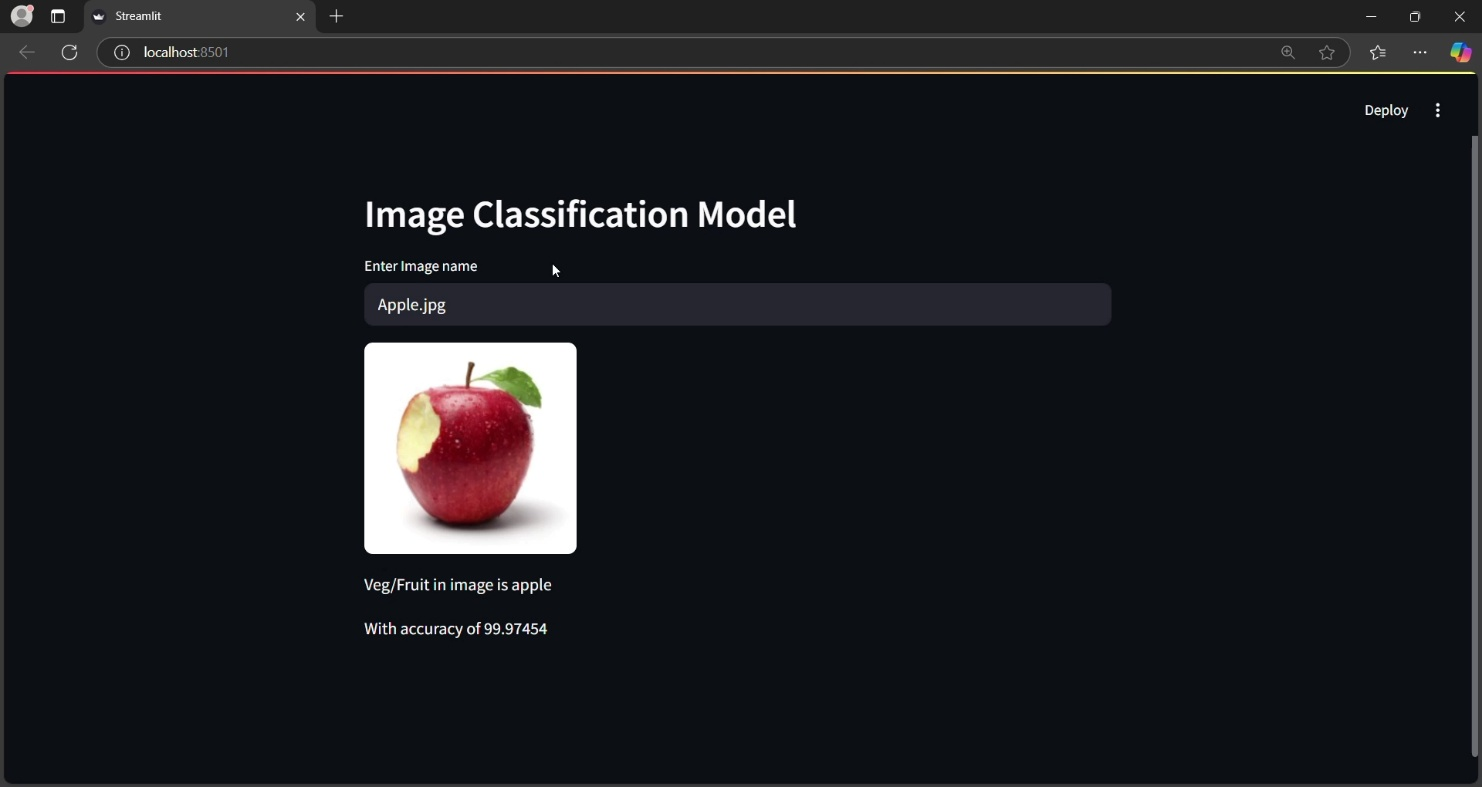 Streamlit
localhost:8501
Deploy
Image Classification Model
Enter Image name
Apple.jpg
Veg/Fruit in image is apple
With accuracy of 99.97454